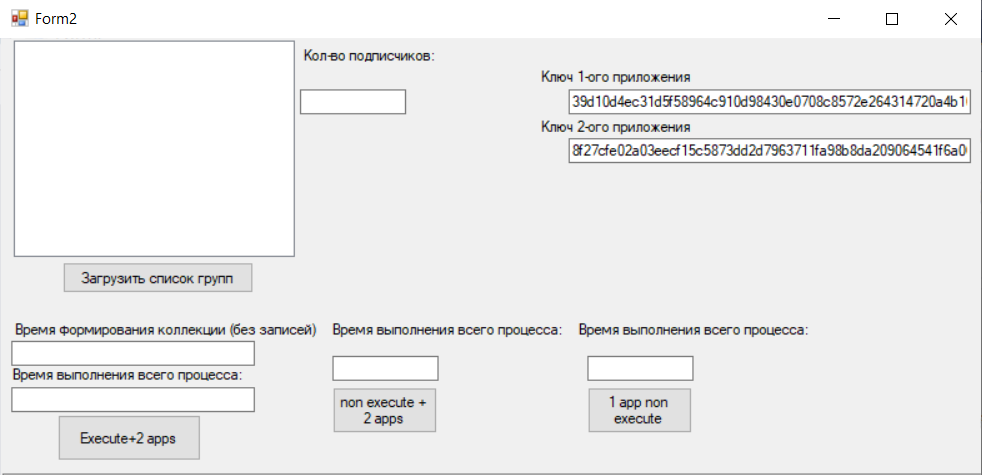 Form2
Кол-во подписчиков:
Ключ 1-ого приложения
39d10d4ec31d5f58964c910d98430e0708c8572e264314720a4b1
Ключ 2-ого приложения
8f27cfe02a03eecf15c5873dd2d7963711fa98b8da209064541f6a0
Загрузить список групп
Время формирования коллекции (без записей)
Время выполнения всего процесса:
Время выполнения всего процесса:
Время выполнения всего процесса:
non execute +
2 apps
1 app non
execute
Execute+2 apps